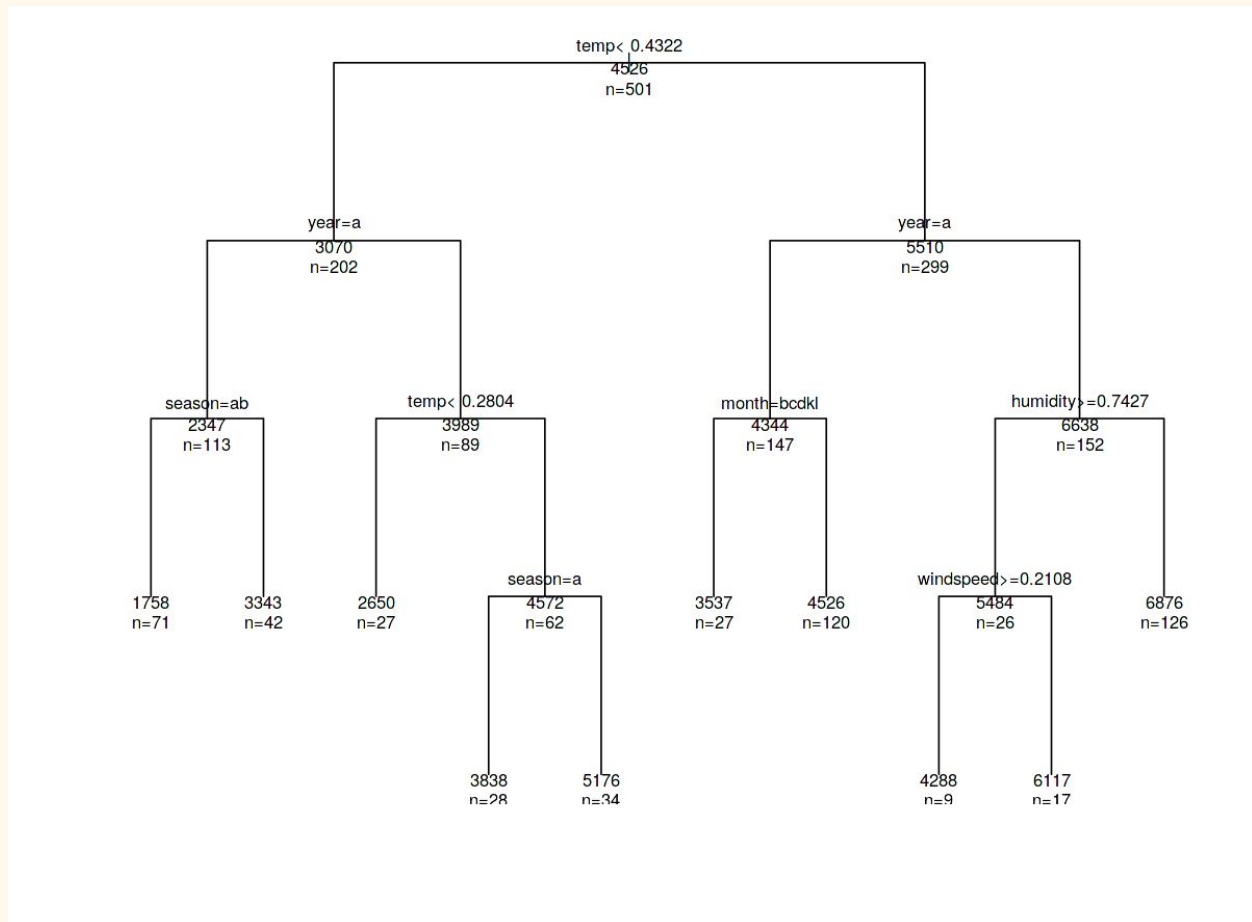 temp< 0.4322
4526
n=501
year=a
3070
n=202
year=a
5510
n=299
season=ab
2347
n=113
temp< 0.2804
3989
n=89
month=bcdkl
4344
n=147
humidity>=0.7427
6638
n=152
1758
n=71
3343
n=42
2650
n=27
season=a
4572
n=62
3537
n=27
4526
n=120
windspeed>=0.2108
5484
n=26
6876
n=126
3838
n=28
5176
n=34
4288
n=9
6117
n=17